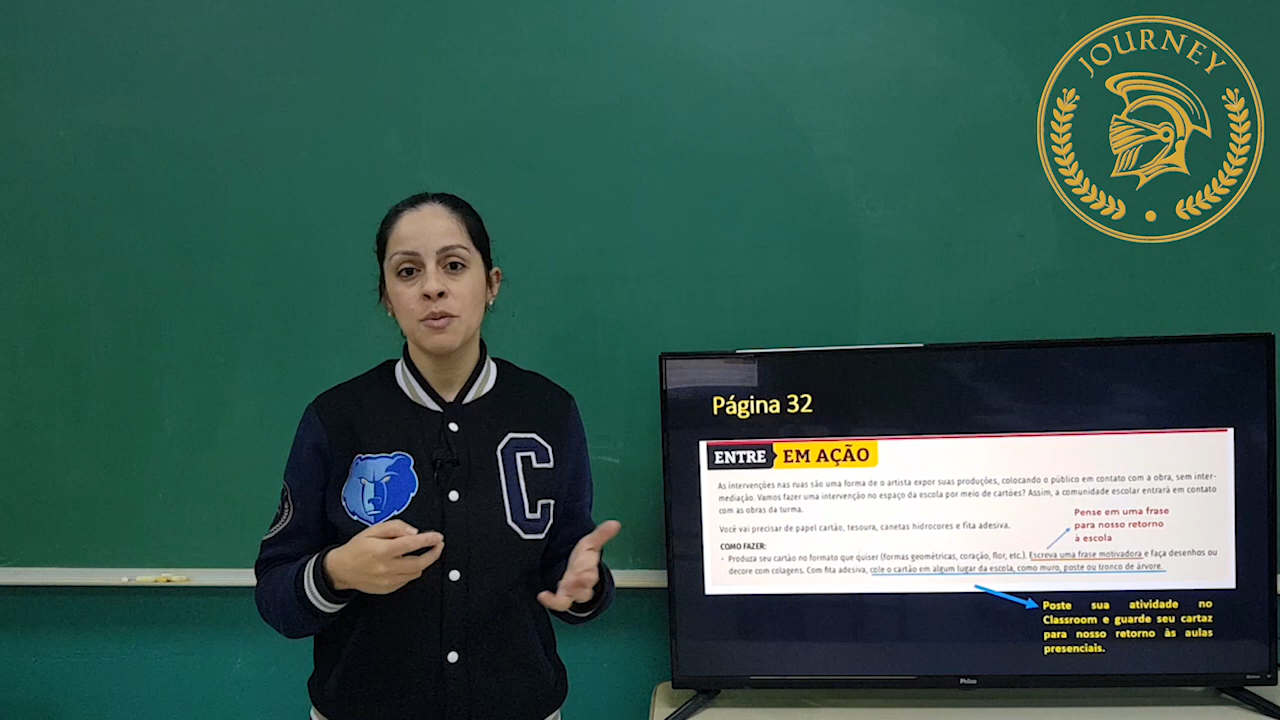 JOURNEY
C
Página 32
ENTRE EM AÇÃO
As intervenções nas ruas são uma forma de o artista expor suas produções, colocando o público em contato com a obra, sem inter-
mediação. Vamos fazer uma intervenção no espaço da escola por meio de cartões? Assim, a comunidade escolar entrará em contato
com as obras da turma.
Pense em uma frase
para nosso retorno
à escola
Você vai precisar de papel cartão, tesoura, canetas hidrocores e fita adesiva.
COMO FAZER:
• Produza seu cartão no formato que quiser (formas geométricas, coração, flor, etc.). Escreva uma frase motivadora e faça desenhos ou
decore com colagens. Com fita adesiva, cole o cartão em algum lugar da escola, como muro, poste ou tronco de árvore.
Poste sua atividade no
Classroom e guarde seu cartaz
para nosso retorno às aulas
presenciais.
Philco